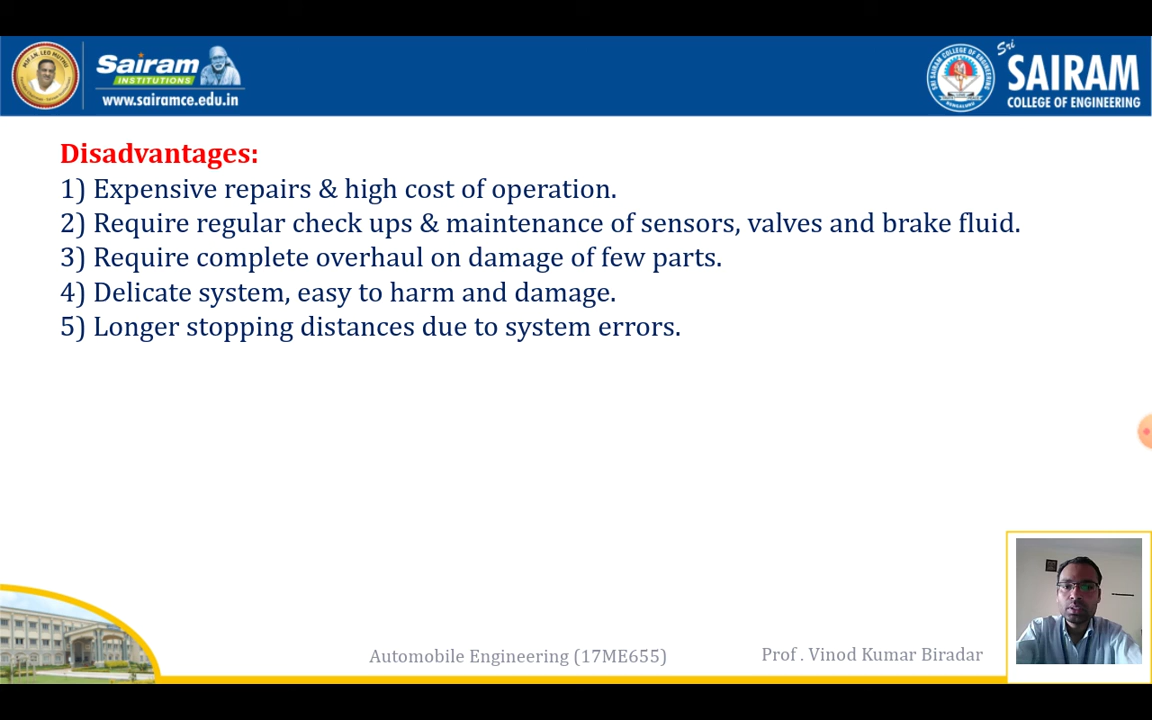 Sairam
INSTITUTIONS
www.sairamce.edu.in
Sri
SAIRAM
COLLEGE OF ENGINEERING
Disadvantages:
1) Expensive repairs & high cost of operation.
2) Require regular check ups & maintenance of sensors, valves and brake fluid.
3) Require complete overhaul on damage of few parts.
4) Delicate system, easy to harm and damage.
5) Longer stopping distances due to system errors.
Automobile Engineering (17ME655)
Prof . Vinod Kumar Biradar